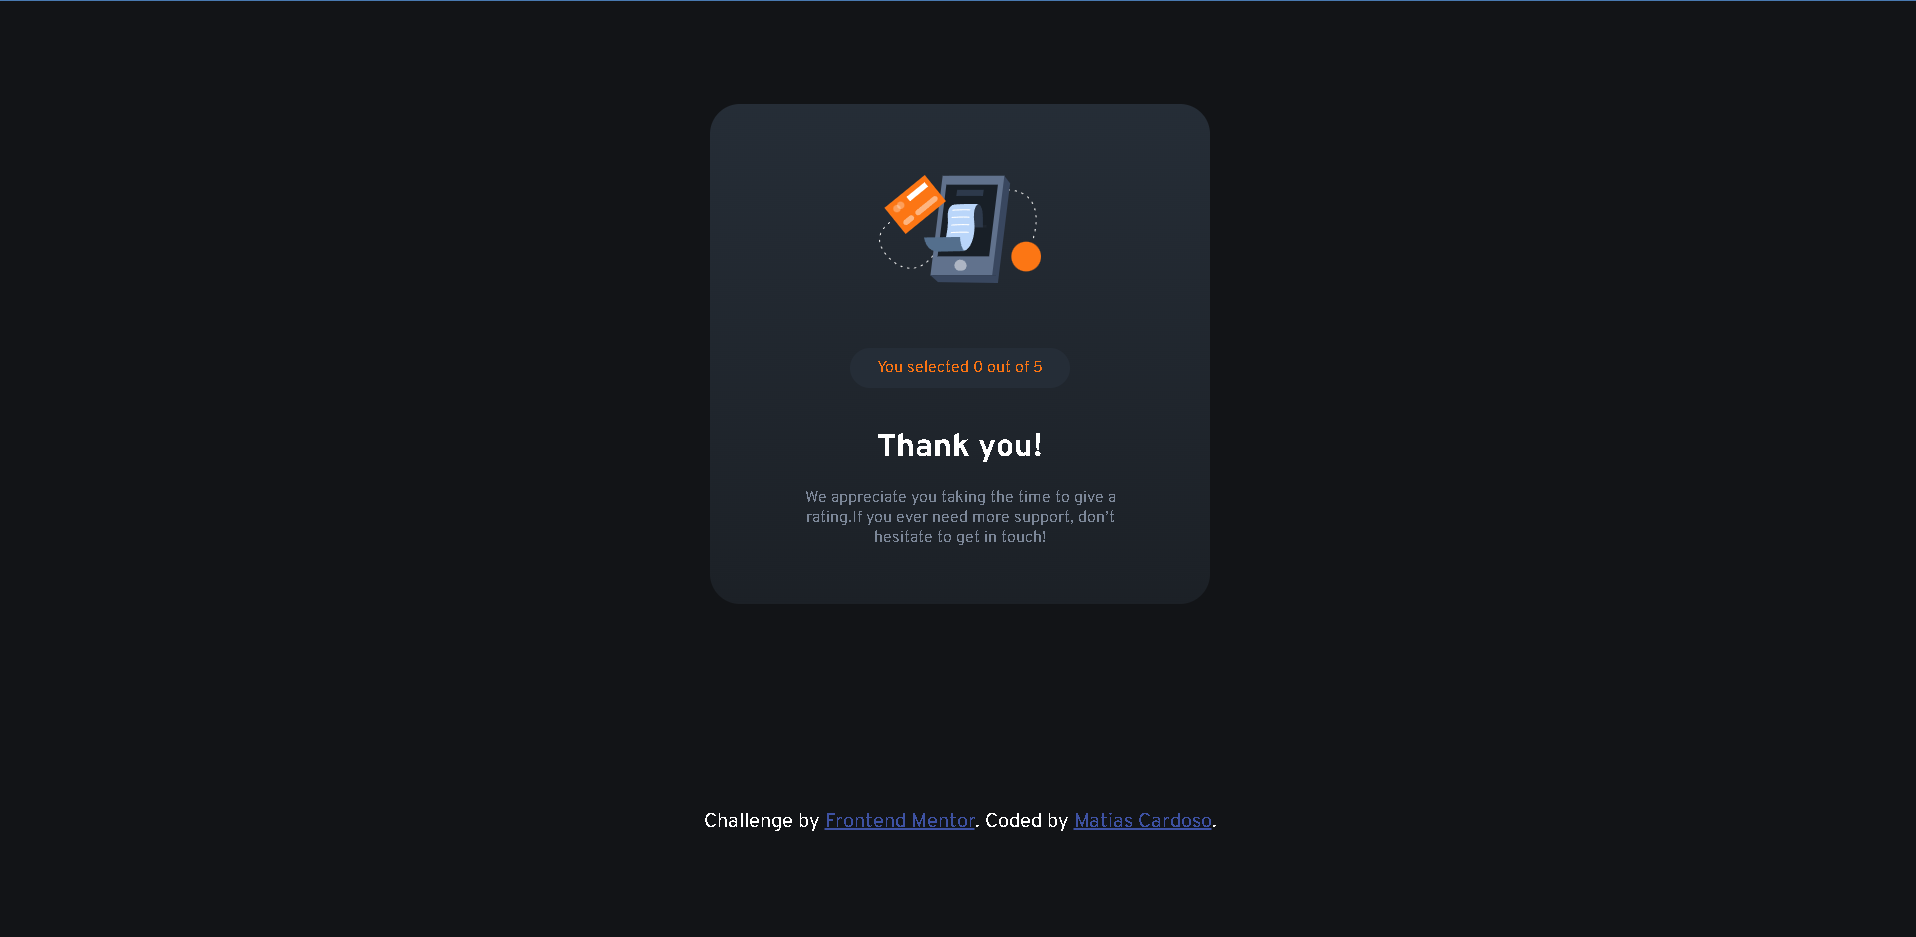 You selected 0 out of 5
Thank you!
We appreciate you taking the time to give a
rating.If you ever need more support, don’t
hesitate to get in touch!
Challenge by Frontend Mentor. Coded by Matias Cardoso.